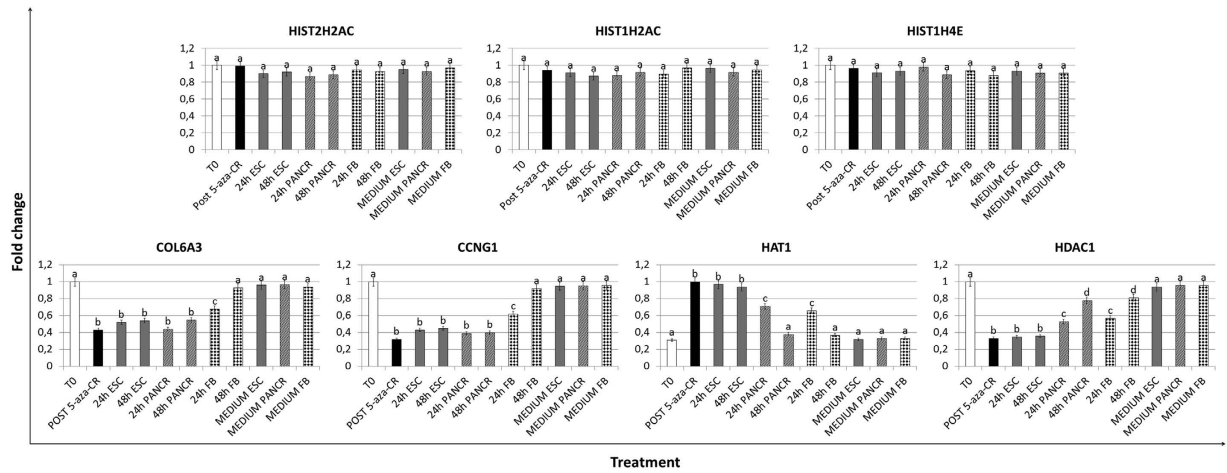 HIST2H2AC
1,2
1
0,8
0,6
0,4
0,2
0
a a a a a a a a a a a
T0
Post 5-aza-CR
24h ESC
48h ESC
24h PANCR
48h PANCR
24h FB
48h FB
MEDIUM ESC
MEDIUM PANCR
MEDIUM FB
HIST1H2AC
1,2
1
0,8
0,6
0,4
0,2
0
a a a a a a a a a a a
T0
Post 5-aza-CR
24h ESC
48h ESC
24h PANCR
48h PANCR
24h FB
48h FB
MEDIUM ESC
MEDIUM PANCR
MEDIUM FB
HIST1H4E
1,2
1
0,8
0,6
0,4
0,2
0
a a a a a a a a a a a
T0
Post 5-aza-CR
24h ESC
48h ESC
24h PANCR
48h PANCR
24h FB
48h FB
MEDIUM ESC
MEDIUM PANCR
MEDIUM FB
Fold change
COL6A3
1,2
1
0,8
0,6
0,4
0,2
0
a b b b b b c a a a a
T0
POST 5-aza-CR
24h ESC
48h ESC
24h PANCR
48h PANCR
24h FB
48h FB
MEDIUM ESC
MEDIUM PANCR
MEDIUM FB
CCNG1
1,2
1
0,8
0,6
0,4
0,2
0
a b b b b b c a a a a
T0
POST 5-aza-CR
24h ESC
48h ESC
24h PANCR
48h PANCR
24h FB
48h FB
MEDIUM ESC
MEDIUM PANCR
MEDIUM FB
HAT1
1,2
1
0,8
0,6
0,4
0,2
0
a b b b c a c a a a a
T0
POST 5-aza-CR
24h ESC
48h ESC
24h PANCR
48h PANCR
24h FB
48h FB
MEDIUM ESC
MEDIUM PANCR
MEDIUM FB
HDAC1
1,2
1
0,8
0,6
0,4
0,2
0
a b b b c d c d a a a
T0
POST 5-aza-CR
24h ESC
48h ESC
24h PANCR
48h PANCR
24h FB
48h FB
MEDIUM ESC
MEDIUM PANCR
MEDIUM FB
Treatment